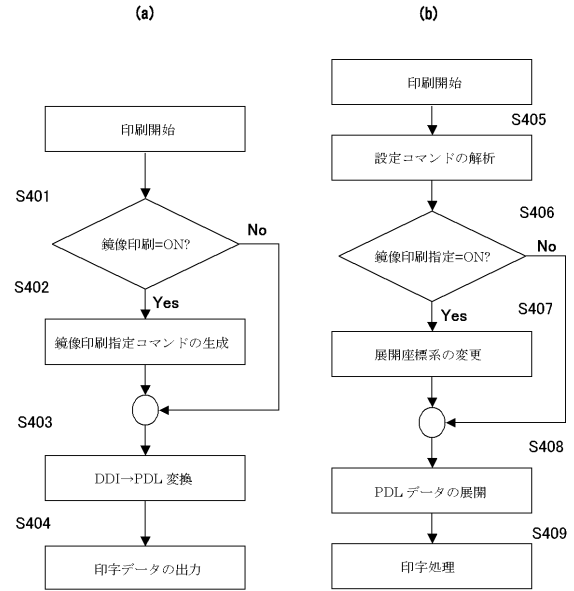 (a)
印刷開始
S401
鏡像印刷=ON?
No
S402
Yes
鏡像印刷指定コマンドの生成
S403
DDI→PDL 変換
S404
印字データの出力
(b)
印刷開始
S405
設定コマンドの解析
S406
鏡像印刷指定=ON?
No
S407
Yes
展開座標系の変更
S408
PDLデータの展開
S409
印字処理